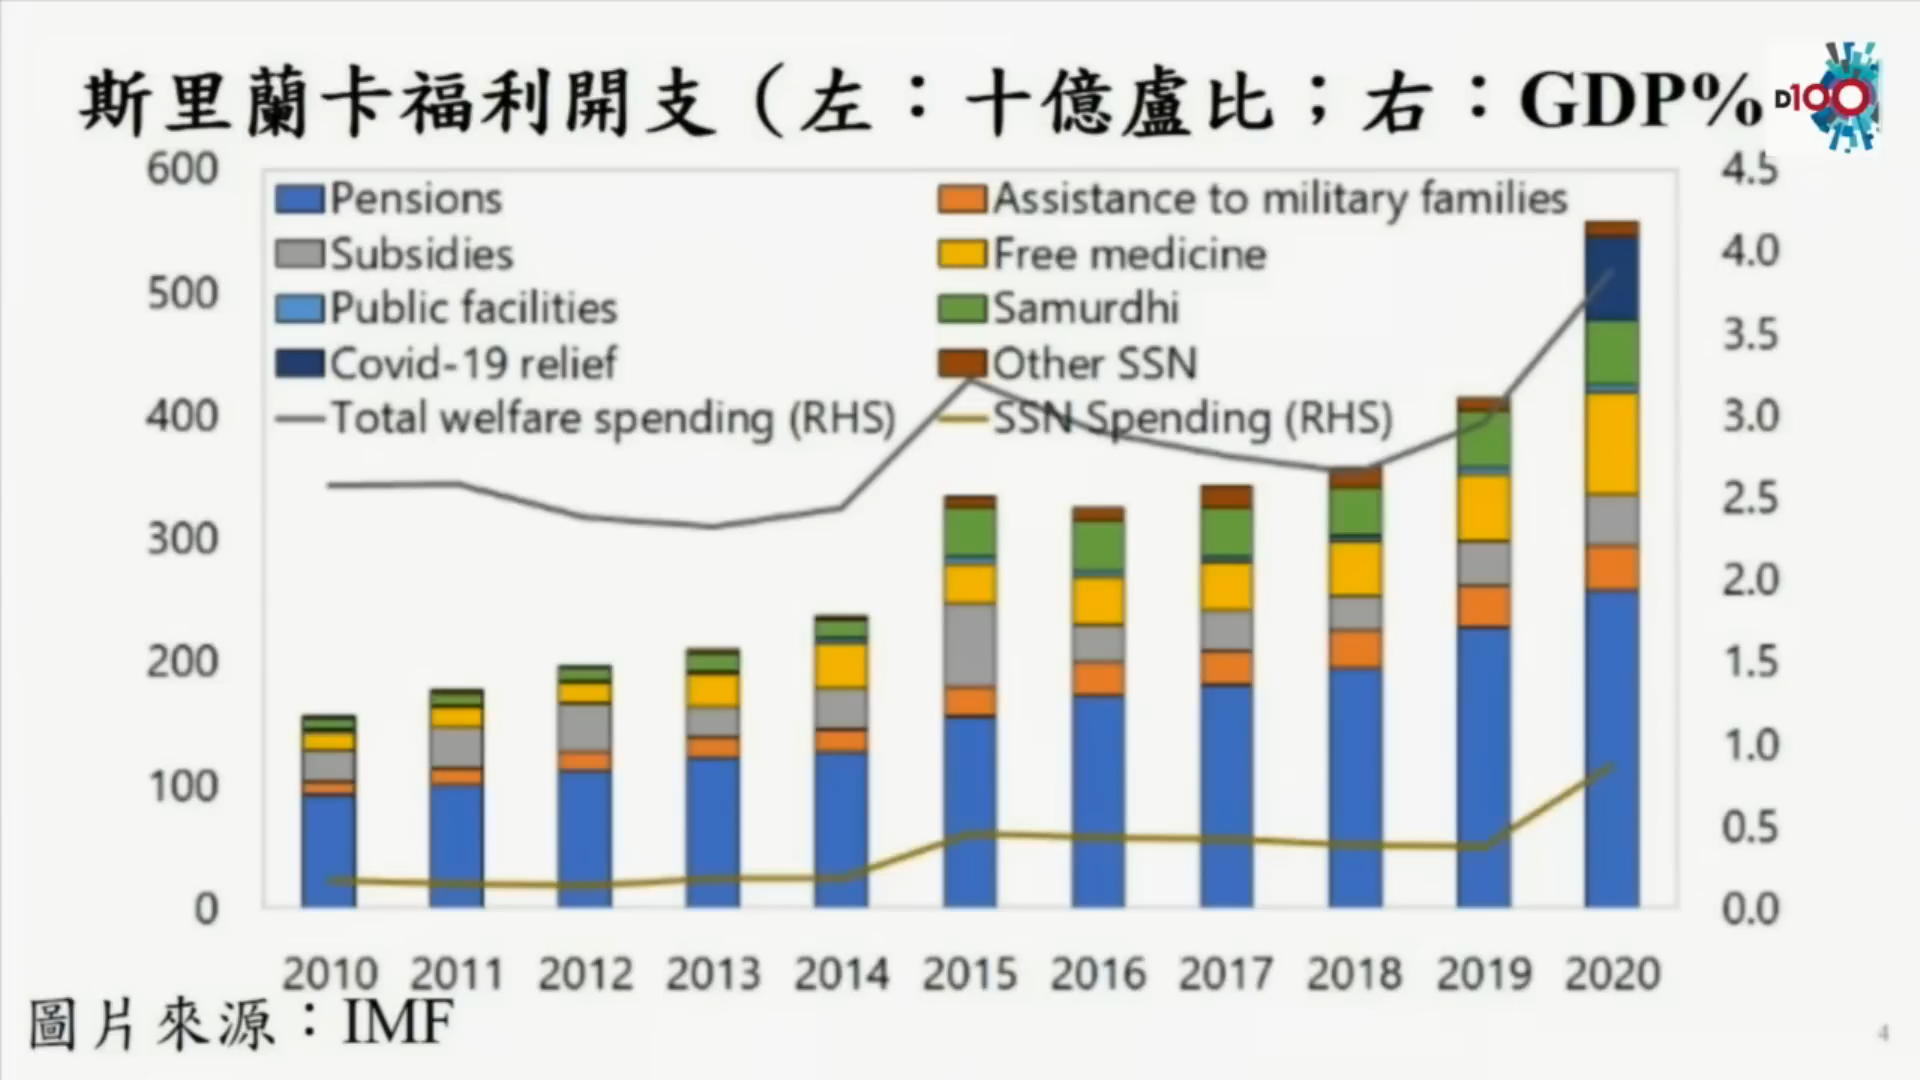 斯里蘭卡福利開支（左：十億盧比；右：GDP%
D100
600
500
400
300
200
100
0
4.5
4.0
3.5
3.0
2.5
2.0
1.5
1.0
0.5
0.0
Pensions
Assistance to military families
Subsidies
Free medicine
Public facilities
Samurdhi
Covid-19 relief
Other SSN
Total welfare spending (RHS)
SSN Spending (RHS)
2010 2011 2012 2013 2014 2015 2016 2017 2018 2019 2020
圖片來源：IMF
4